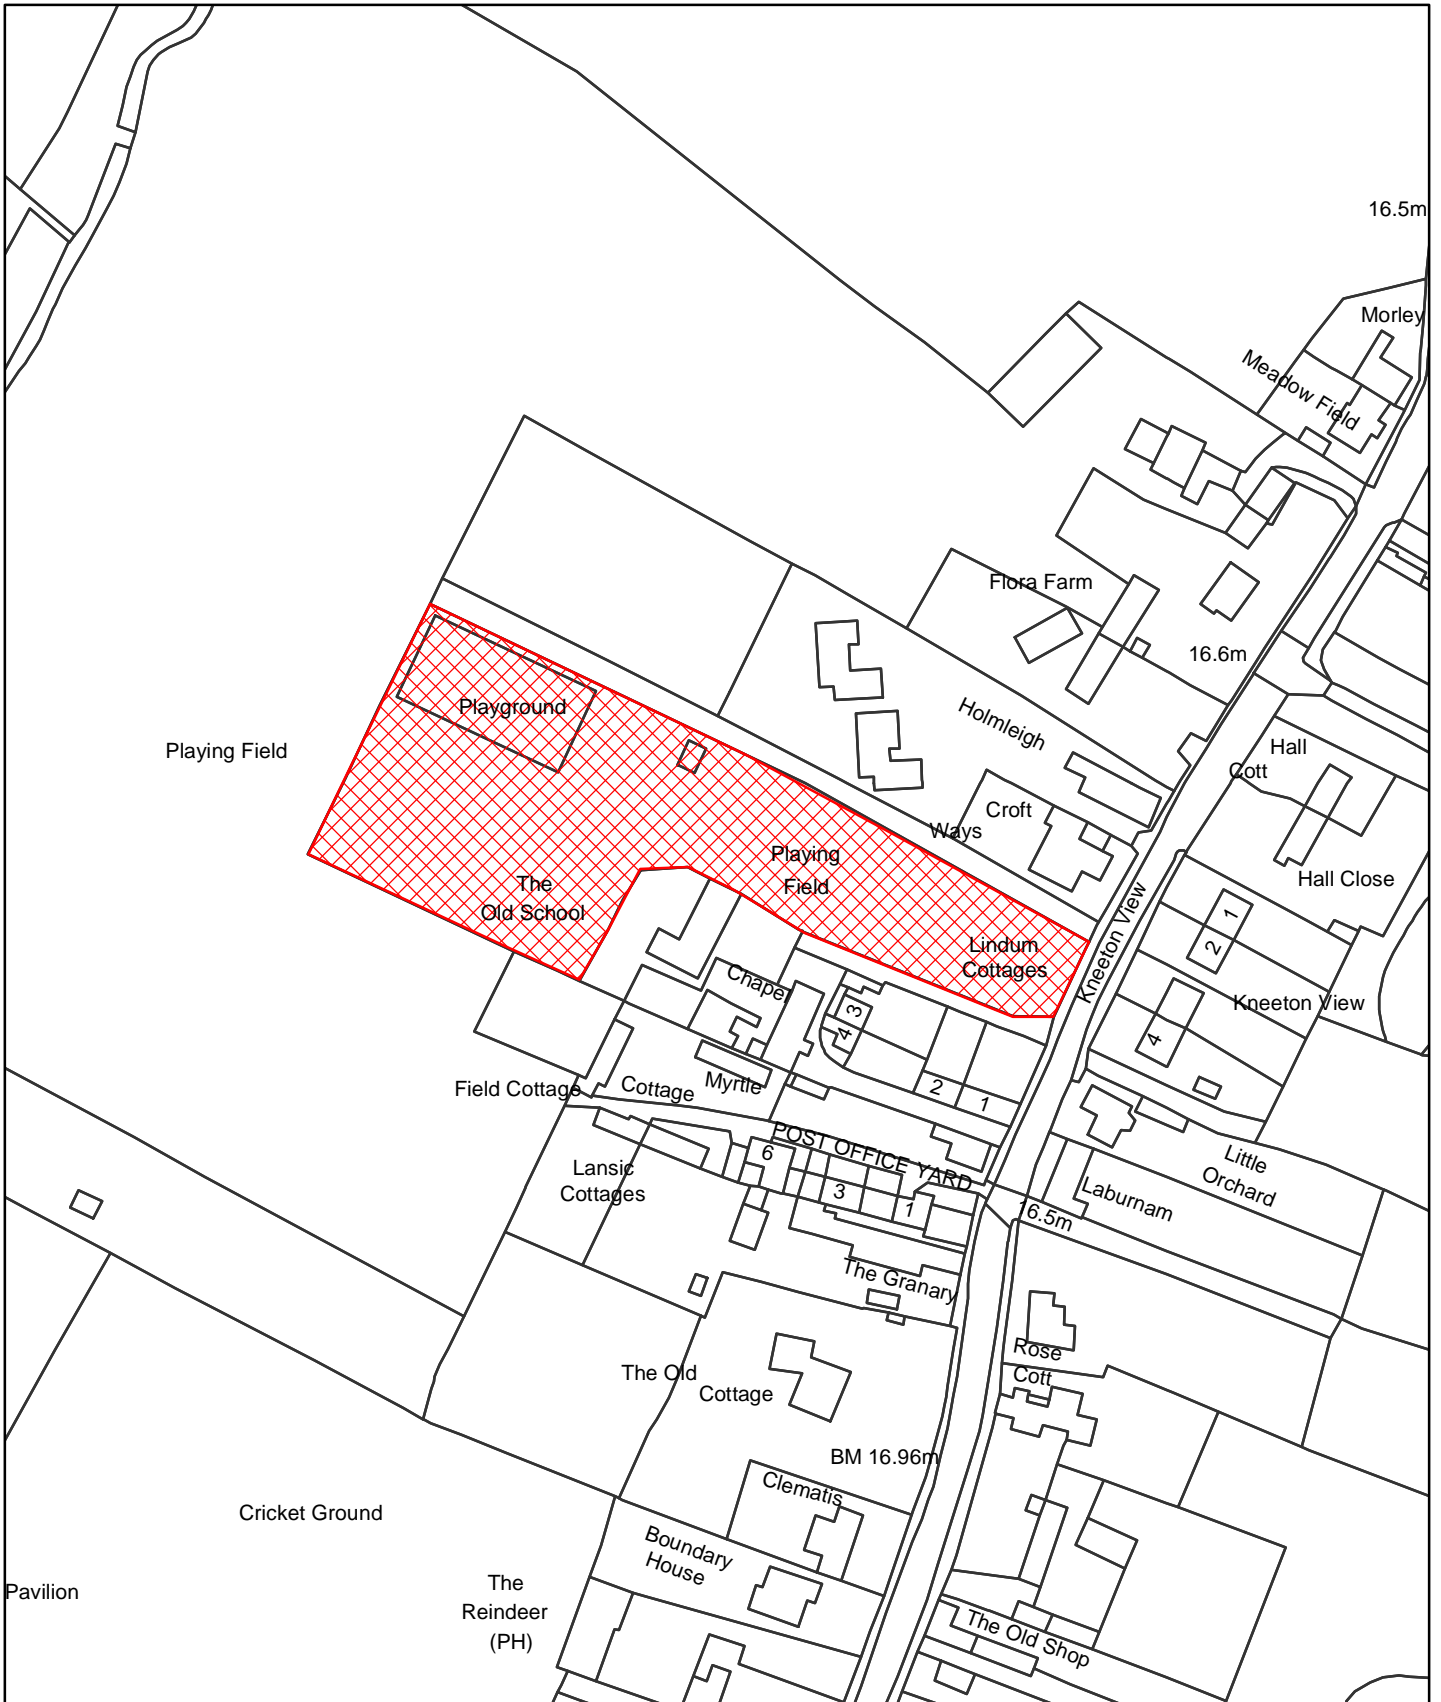 16.5m
Morley
Meadow Field
Flora Farm
16.6m
Holmleigh
Playground
Playing Field
Hall
Cott
Croft
Ways
Playing
Field
The
Old School
Hall Close
Kneeton View
1
2
Lindum
Cottages
Chapel
3
4
Kneeton View
4
Field Cottage
Cottage
Myrtle
2
1
POST OFFICE YARD
6
3
1
Lansic
Cottages
Little
Orchard
Laburnam
16.5m
The Granary
Rose
Cott
The Old
Cottage
BM 16.96m
Clematis
Cricket Ground
Boundary
House
Pavilion
The
Reindeer
(PH)
The Old Shop